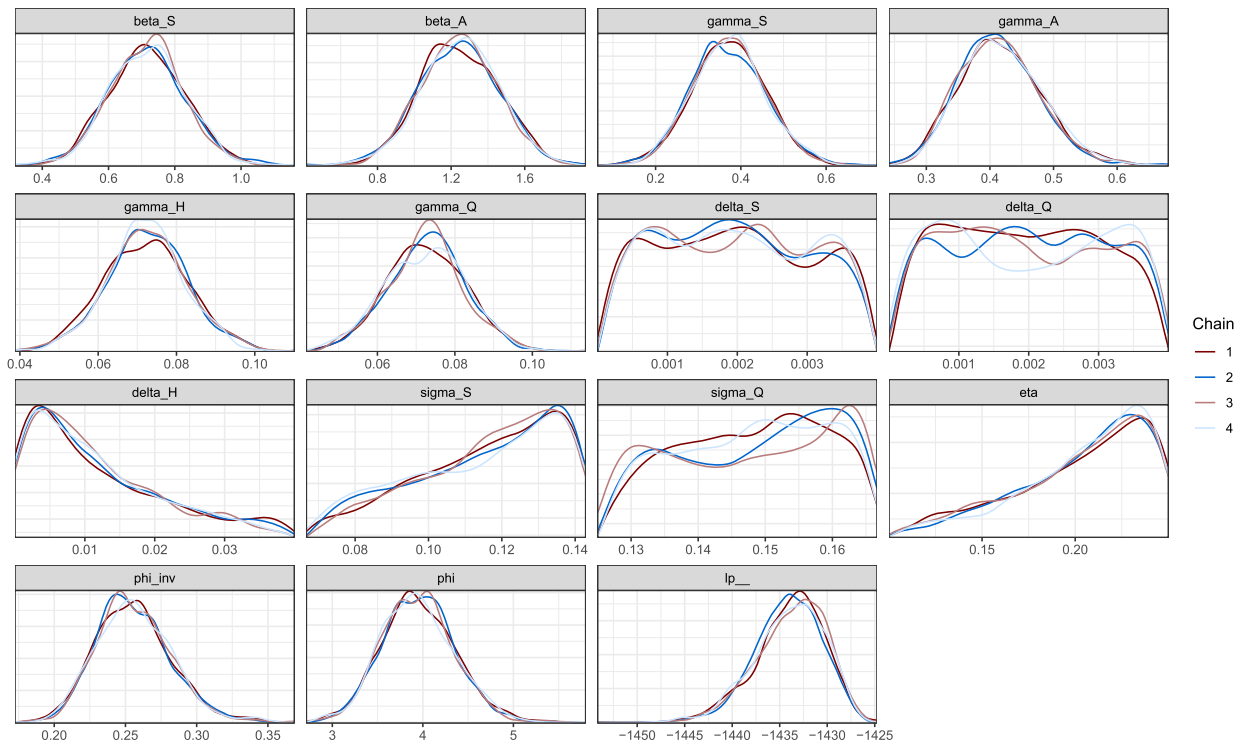 beta_S beta_A gamma_S gamma_A
0.4 0.6 0.8 1.0 0.8 1.2 1.6 0.2 0.4 0.6 0.3 0.4 0.5 0.6
gamma_H gamma_Q delta_S delta_Q
0.04 0.06 0.08 0.10 0.06 0.08 0.10 0.001 0.002 0.003 0.001 0.002 0.003
Chain
1
2
3
4
delta_H sigma_S sigma_Q eta
0.01 0.02 0.03 0.08 0.10 0.12 0.14 0.13 0.14 0.15 0.16 0.15 0.20
phi_inv phi lp__
0.20 0.25 0.30 0.35 3 4 5 −1450 −1445 −1440 −1435 −1430 −1425